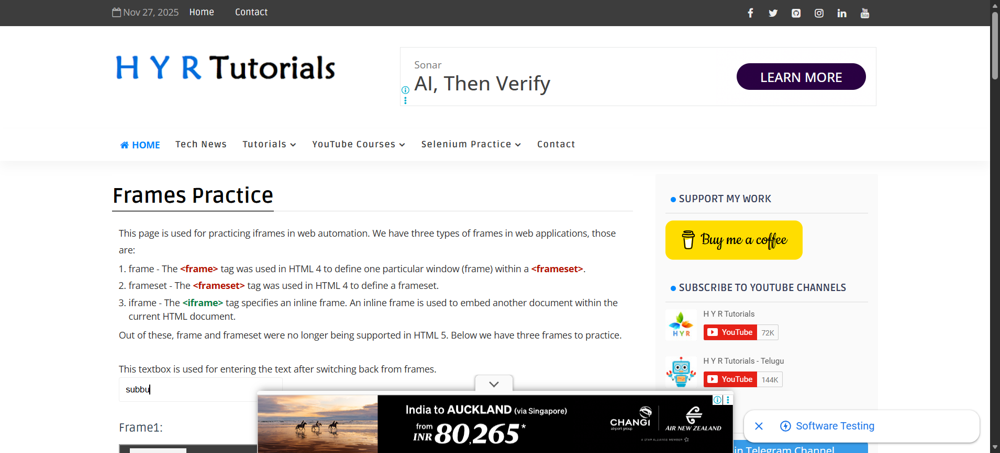 Nov 27, 2025 Home Contact
H Y R Tutorials
Sonar
AI, Then Verify
LEARN MORE
HOME Tech News Tutorials YouTube Courses Selenium Practice Contact
Frames Practice
This page is used for practicing iframes in web automation. We have three types of frames in web applications, those
are:
1. frame - The <frame> tag was used in HTML 4 to define one particular window (frame) within a <frameset>.
2. frameset - The <frameset> tag was used in HTML 4 to define a frameset.
3. iframe - The <iframe> tag specifies an inline frame. An inline frame is used to embed another document within the
current HTML document.
Out of these, frame and frameset were no longer being supported in HTML 5. Below we have three frames to practice.
This textbox is used for entering the text after switching back from frames.
subbu
Frame1:
SUPPORT MY WORK
Buy me a coffee
SUBSCRIBE TO YOUTUBE CHANNELS
HYR
H Y R Tutorials
YouTube 72K
H Y R Tutorials - Telugu
YouTube 144K
India to AUCKLAND (via Singapore)
from
INR 80,265*
CHANGI
airport group
AIR NEW ZEALAND
A STAR ALLIANCE MEMBER
Software Testing
in Telegram Channel